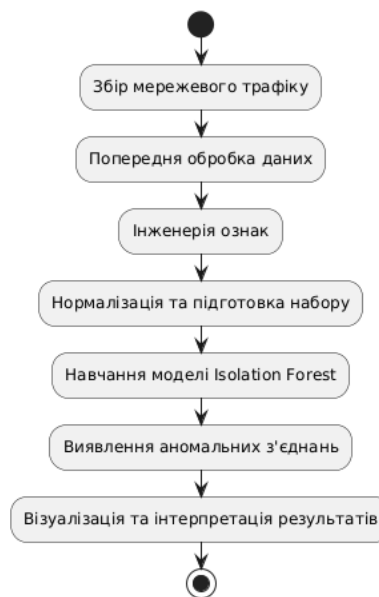 Збір мережевого трафіку
Попередня обробка даних
Інженерія ознак
Нормалізація та підготовка набору
Навчання моделі Isolation Forest
Виявлення аномальних з'єднань
Візуалізація та інтерпретація результатів